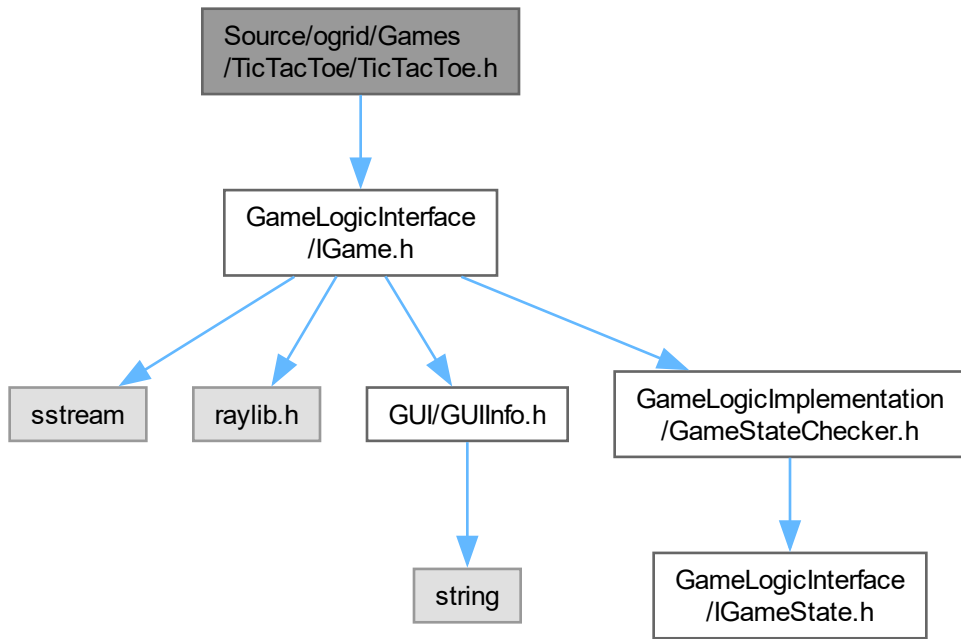 Source/ogrid/Games
/TicTacToe/TicTacToe.h
GameLogicInterface
/IGame.h
sstream
raylib.h
GUI/GUIInfo.h
GameLogicImplementation
/GameStateChecker.h
string
GameLogicInterface
/IGameState.h